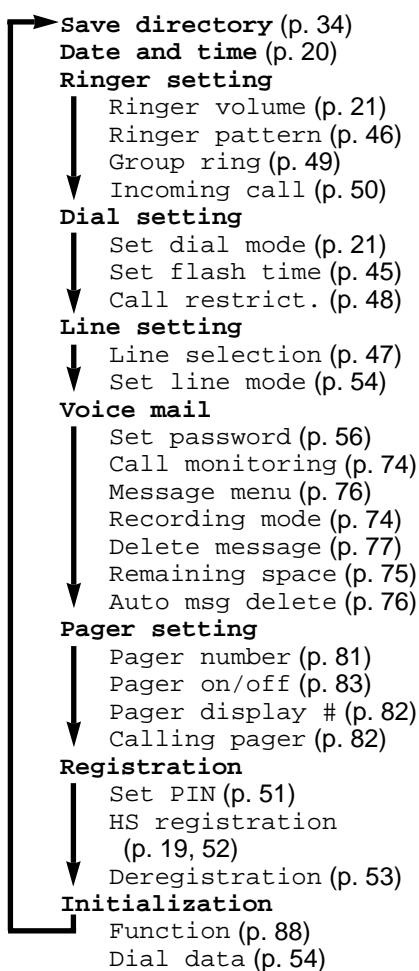 Save directory (p. 34)
Date and time (p. 20)
Ringer setting
Ringer volume (p. 21)
Ringer pattern (p. 46)
Group ring (p. 49)
Incoming call (p. 50)
Dial setting
Set dial mode (p. 21)
Set flash time (p. 45)
Call restrict. (p. 48)
Line setting
Line selection (p. 47)
Set line mode (p. 54)
Voice mail
Set password (p. 56)
Call monitoring (p. 74)
Message menu (p. 76)
Recording mode (p. 74)
Delete message (p. 77)
Remaining space (p. 75)
Auto msg delete (p. 76)
Pager setting
Pager number (p. 81)
Pager on/off (p. 83)
Pager display # (p. 82)
Calling pager (p. 82)
Registration
Set PIN (p. 51)
HS registration
(p. 19, 52)
Deregistration (p. 53)
Initialization
Function (p. 88)
Dial data (p. 54)